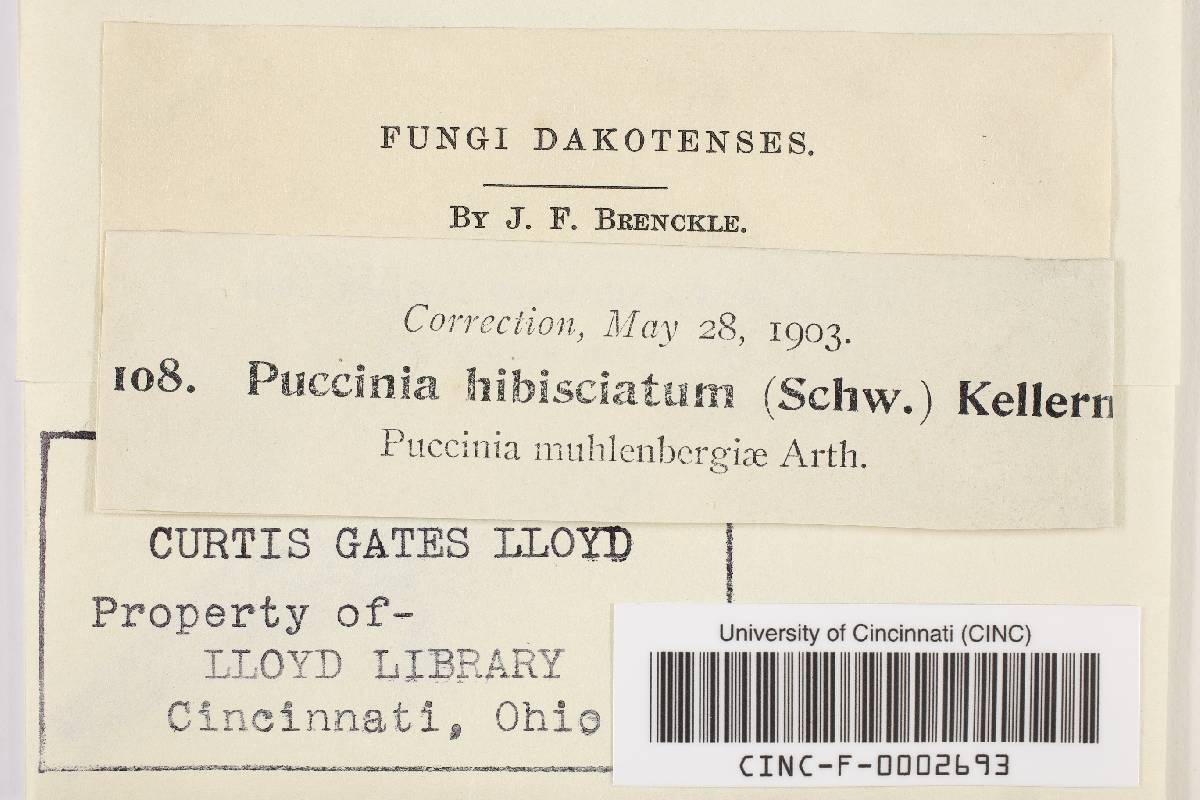 FUNGI DAKOTENSES.
BY J. F. BRENCKLE.
Correction, May 28, 1903.
108. Puccinia hibisciatum (Schw.) Kellerm
Puccinia muhlenbergiæ Arth.
CURTIS GATES LLOYD
Property of-
LLOYD LIBRARY
Cincinnati, Ohio
University of Cincinnati (CINC)
CINC-F-0002693